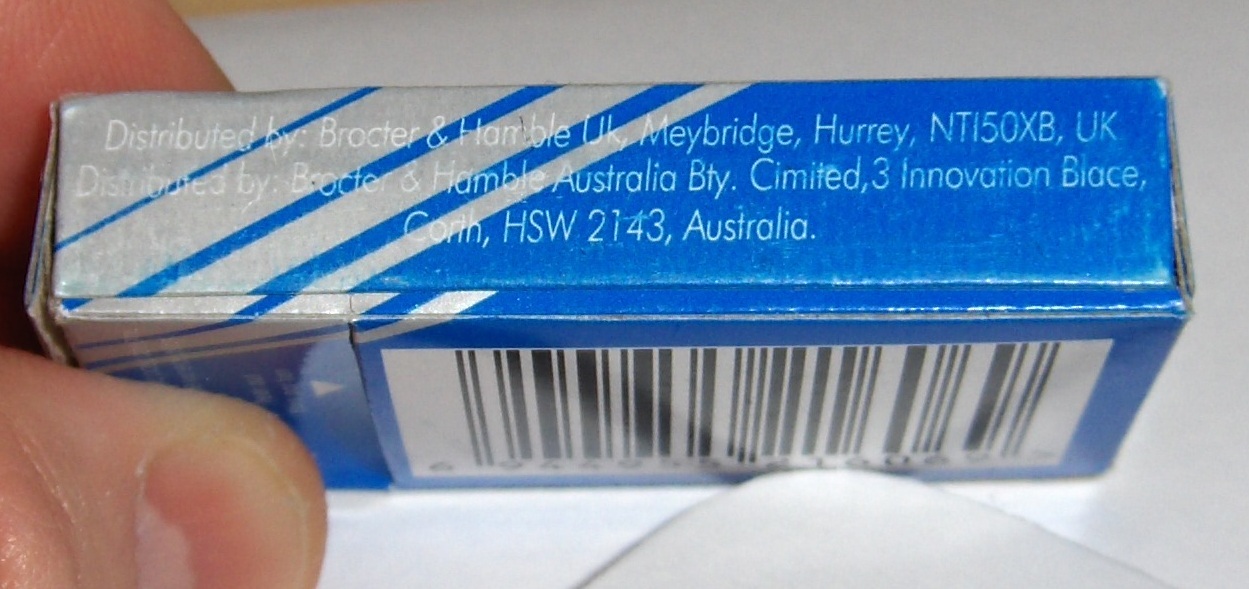 Distributed by: Brocter & Hamble Uk, Meybridge, Hurrey, NTI50XB, UK
Distributed by: Brocter & Hamble Australia Bty. Cimited,3 Innovation Blace,
Corth, HSW 2143, Australia.